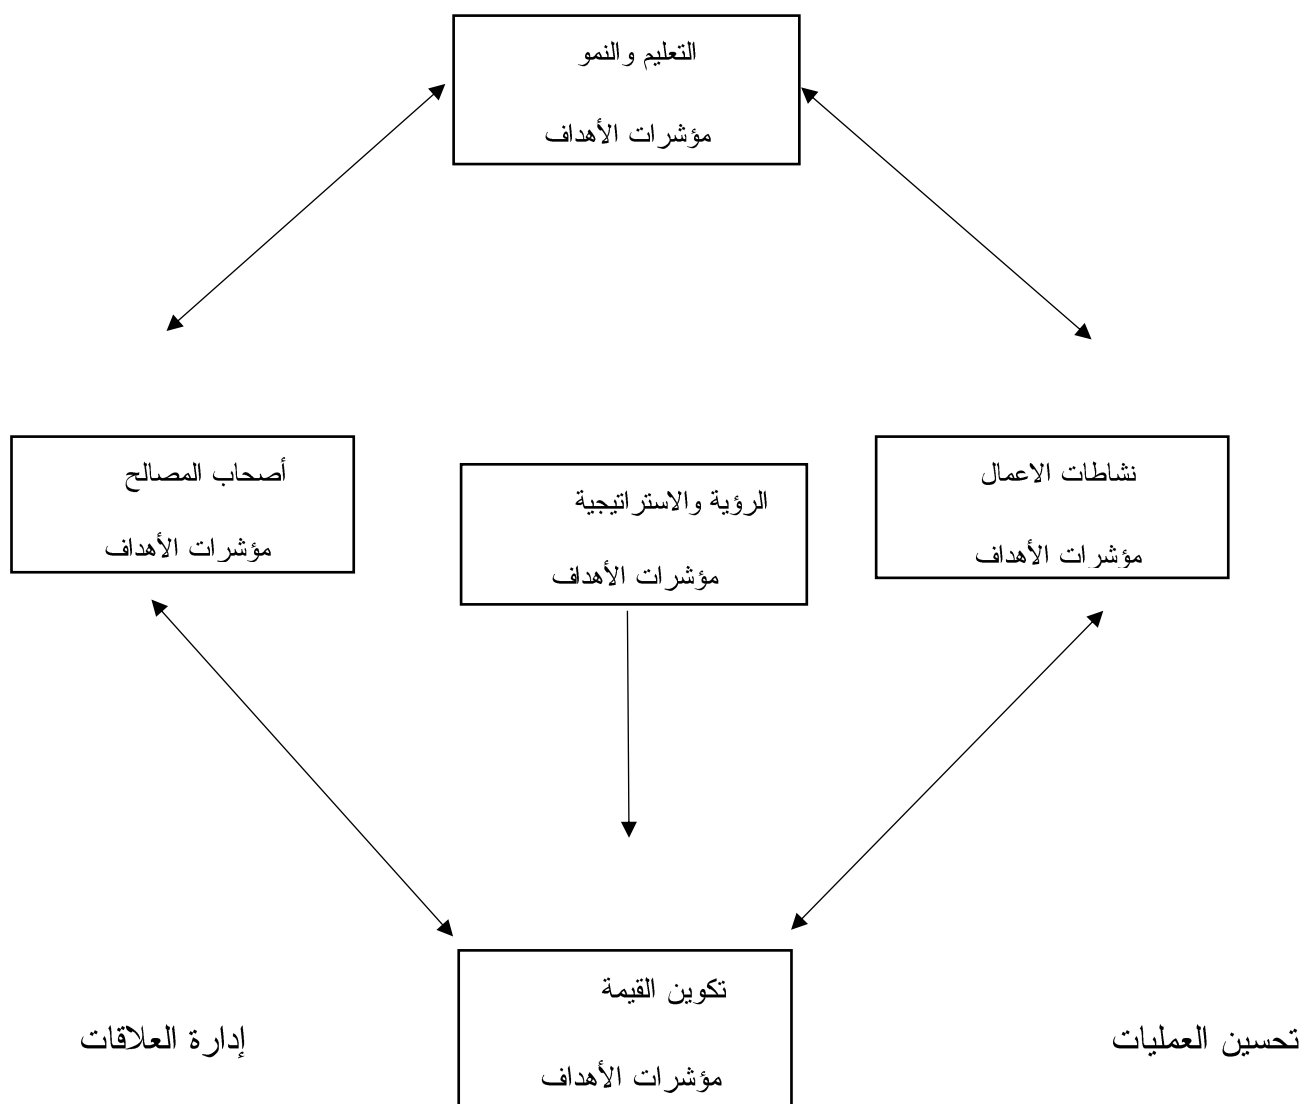 التعليم والنمو
مؤشرات الأهداف
نشاطات الاعمال
مؤشرات الأهداف
الرؤية والاستراتيجية
مؤشرات الأهداف
أصحاب المصالح
مؤشرات الأهداف
تكوين القيمة
مؤشرات الأهداف
تحسين العمليات
إدارة العلاقات